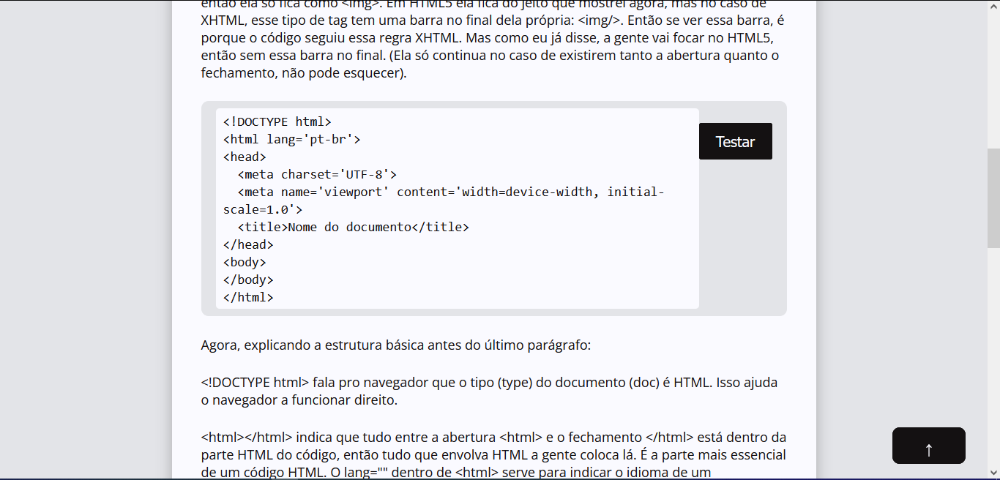 então ela só fica como <img>. Em HTML5 ela fica do jeito que mostrei agora, mas no caso de
XHTML, esse tipo de tag tem uma barra no final dela própria: <img/>. Então se ver essa barra, é
porque o código seguiu essa regra XHTML. Mas como eu já disse, a gente vai focar no HTML5,
então sem essa barra no final. (Ela só continua no caso de existirem tanto a abertura quanto o
fechamento, não pode esquecer).
<!DOCTYPE html>
<html lang='pt-br'>
<head>
  <meta charset='UTF-8'>
  <meta name='viewport' content='width=device-width, initial-
scale=1.0'>
  <title>Nome do documento</title>
</head>
<body>
</body>
</html>
Testar
Agora, explicando a estrutura básica antes do último parágrafo:
<!DOCTYPE html> fala pro navegador que o tipo (type) do documento (doc) é HTML. Isso ajuda
o navegador a funcionar direito.
<html></html> indica que tudo entre a abertura <html> e o fechamento </html> está dentro da
parte HTML do código, então tudo que envolva HTML a gente coloca lá. É a parte mais essencial
de um código HTML. O lang="" dentro de <html> serve para indicar o idioma de um
↑